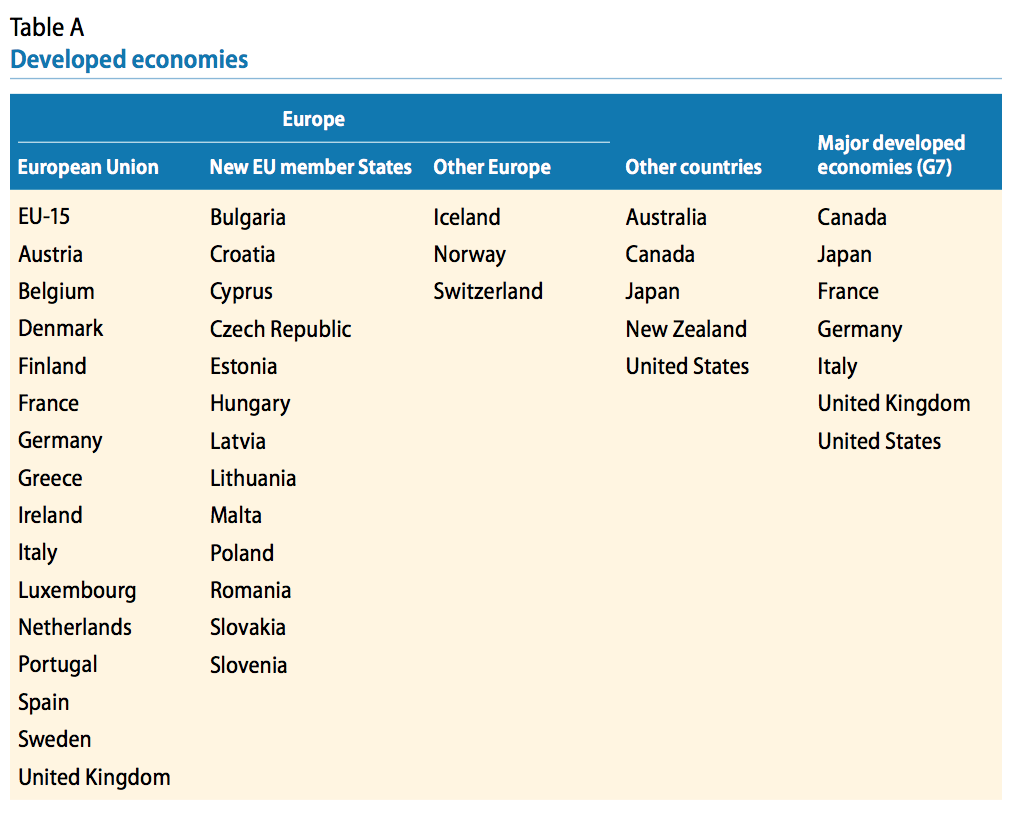 Table A
Developed economies
Europe
European Union New EU member States Other Europe Other countries Major developed economies (G7)
EU-15 Bulgaria Iceland Australia Canada
Austria Croatia Norway Canada Japan
Belgium Cyprus Switzerland Japan France
Denmark Czech Republic New Zealand Germany
Finland Estonia United States Italy
France Hungary United Kingdom
Germany Latvia United States
Greece Lithuania
Ireland Malta
Italy Poland
Luxembourg Romania
Netherlands Slovakia
Portugal Slovenia
Spain
Sweden
United Kingdom